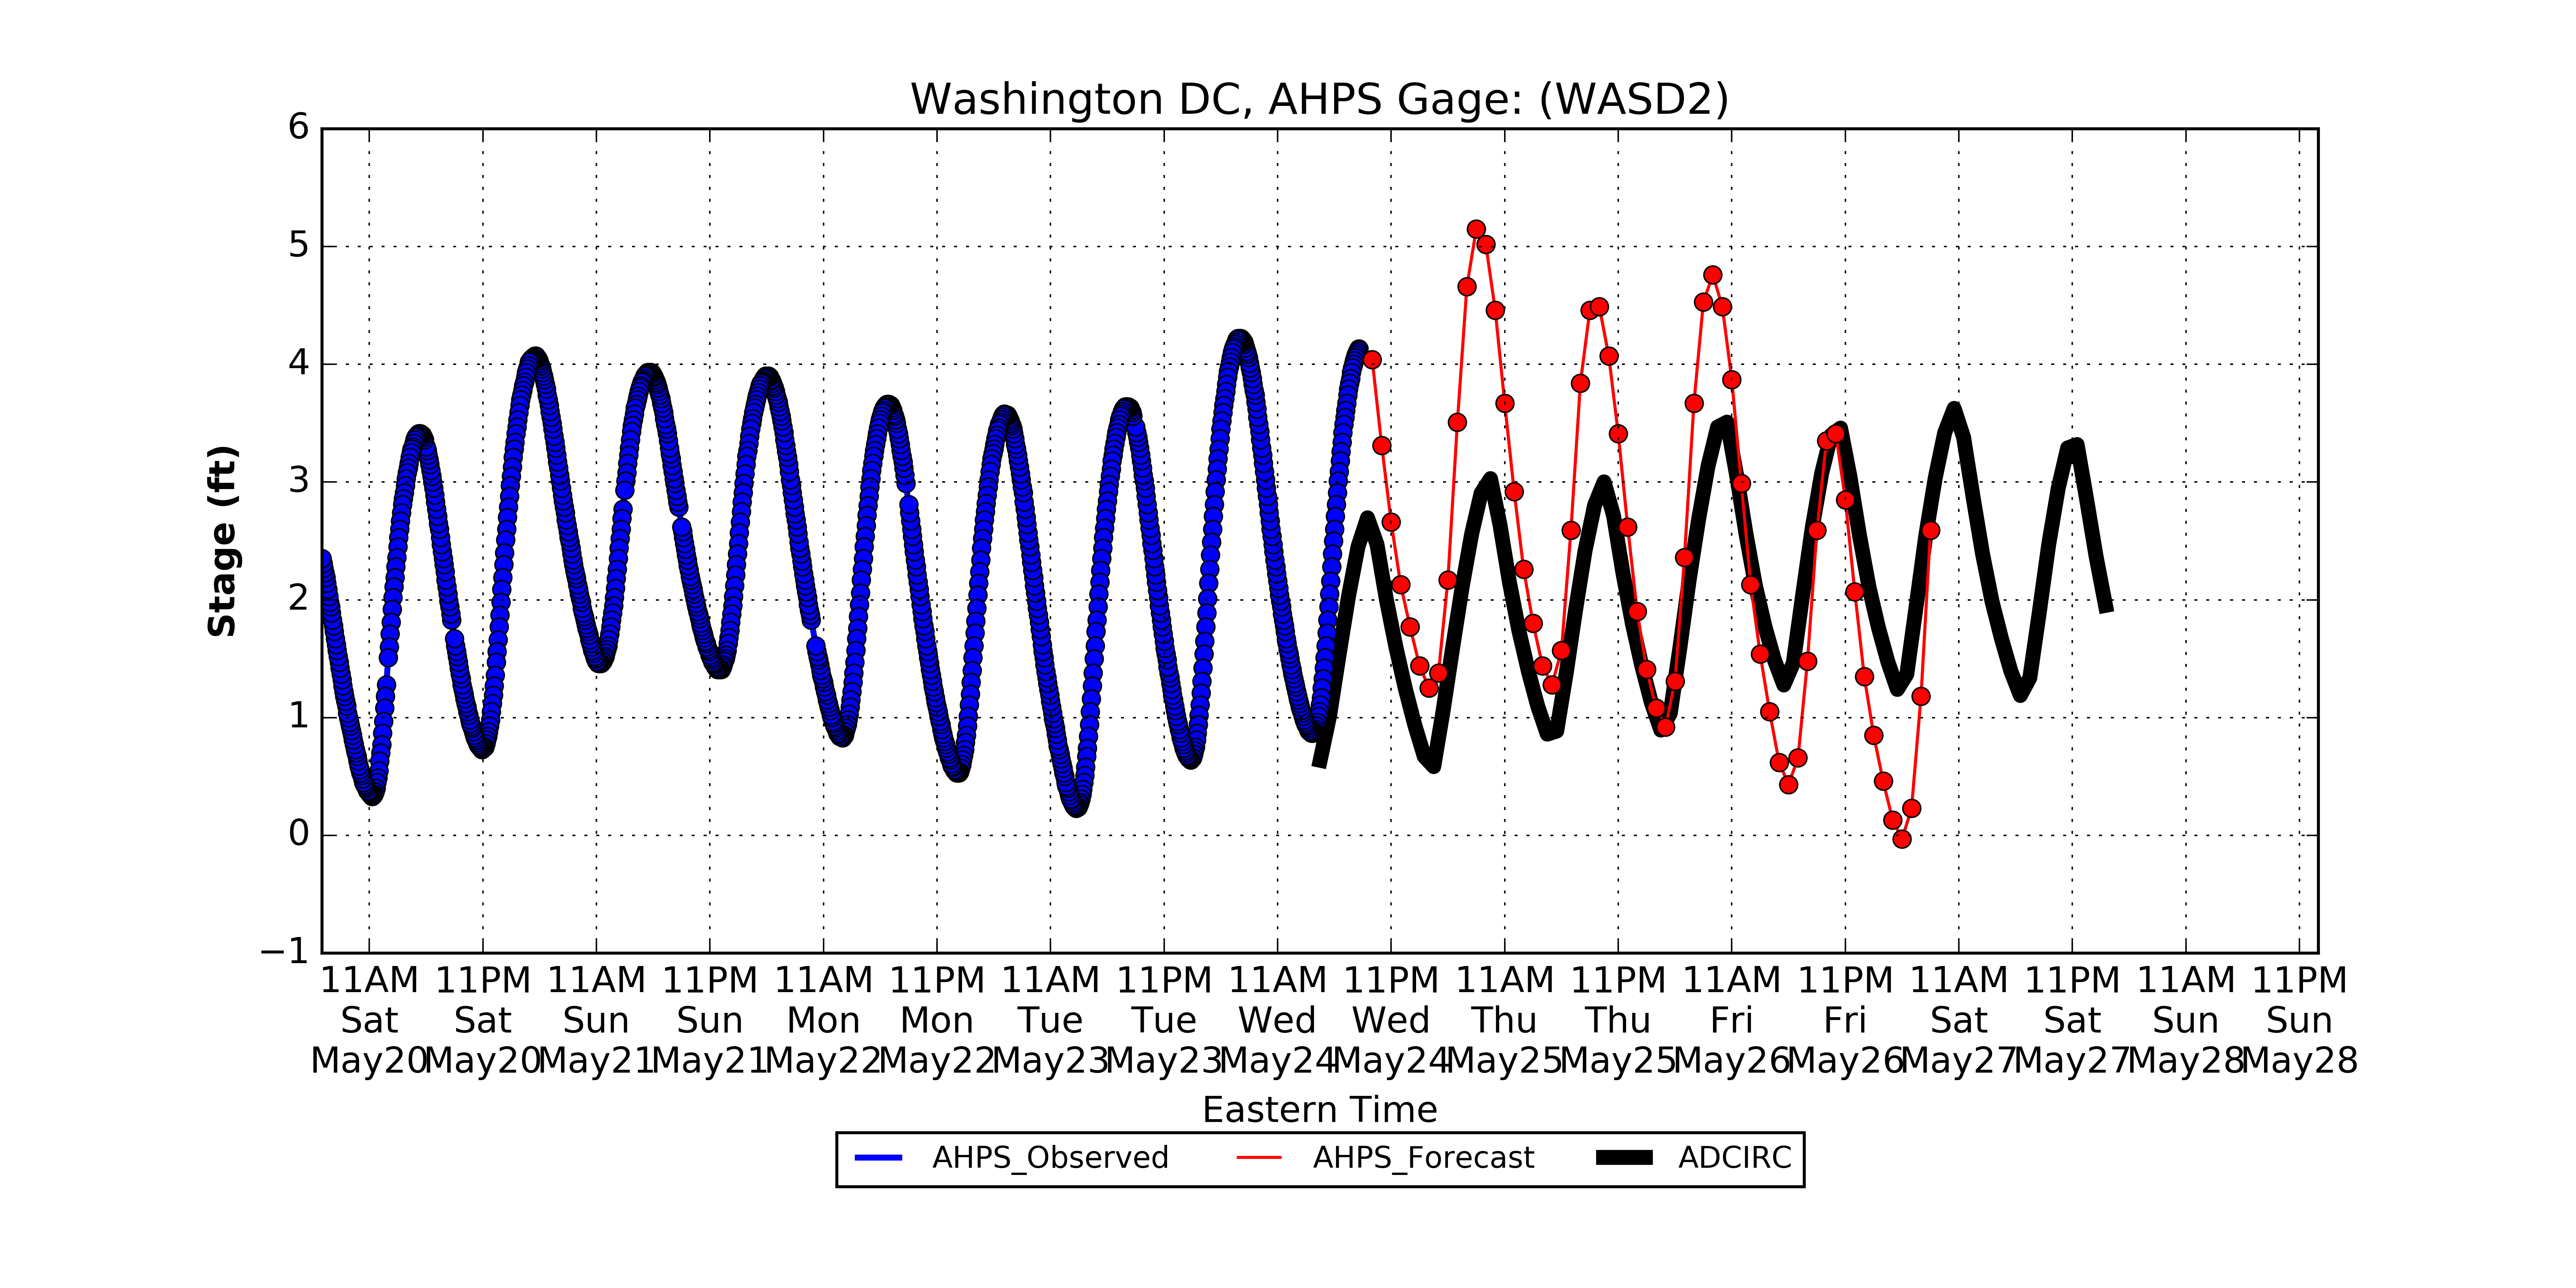 Washington DC, AHPS Gage: (WASD2)
6
5
4
3
2
1
0
−1
Stage (ft)
11AM 11PM 11AM 11PM 11AM 11PM 11AM 11PM 11AM 11PM 11AM 11PM 11AM 11PM 11AM 11PM 11AM 11PM
Sat Sat Sun Sun Mon Mon Tue Tue Wed Wed Thu Thu Fri Fri Sat Sat Sun Sun
May20 May20 May21 May21 May22 May22 May23 May23 May24 May24 May25 May25 May26 May26 May27 May27 May28 May28
Eastern Time
AHPS_Observed AHPS_Forecast ADCIRC